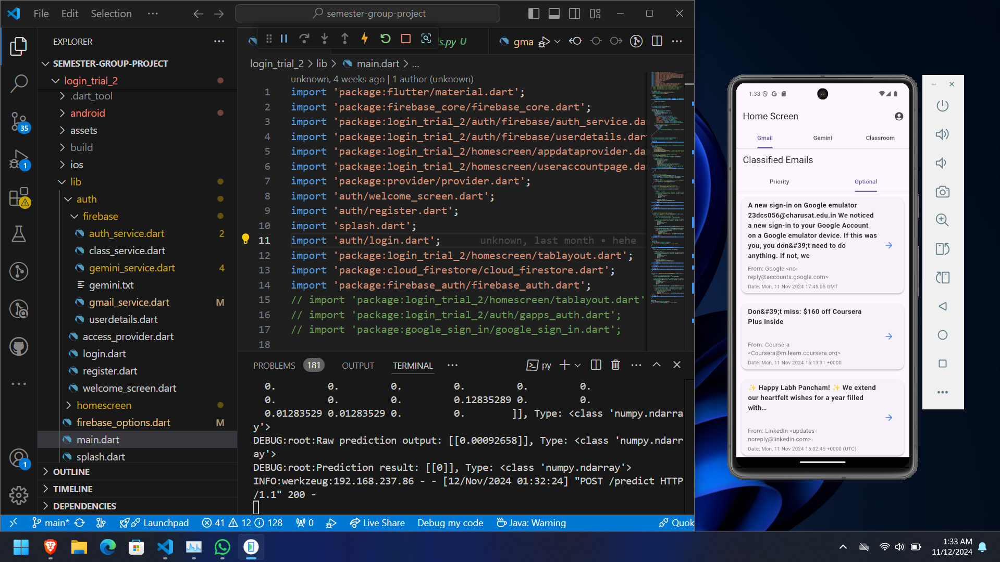 File
Edit
Selection
semester-group-project
EXPLORER
SEMESTER-GROUP-PROJECT
login_trial_2
.dart_tool
android
assets
build
ios
lib
auth
firebase
auth_service.dart 2
class_service.dart
gemini_service.dart 4
gemini.txt
gmail_service.dart M
userdetails.dart
access_provider.dart
login.dart
register.dart
welcome_screen.dart
homescreen
firebase_options.dart M
main.dart
splash.dart
OUTLINE
TIMELINE
DEPENDENCIES
35
1
1
s.py U
gma
login_trial_2 > lib > main.dart > ...
unknown, 4 weeks ago | 1 author (unknown)
1 import 'package:flutter/material.dart';
2 import 'package:firebase_core/firebase_core.dart';
3 import 'package:login_trial_2/auth/firebase/auth_service.da
4 import 'package:login_trial_2/auth/firebase/userdetails.dar
5 import 'package:login_trial_2/homescreen/appdataprovider.da
6 import 'package:login_trial_2/homescreen/useraccountpage.da
7 import 'package:provider/provider.dart';
8 import 'auth/welcome_screen.dart';
9 import 'auth/register.dart';
10 import 'splash.dart';
11 import 'auth/login.dart'; unknown, last month • hehe
12 import 'package:login_trial_2/homescreen/tablayout.dart';
13 import 'package:cloud_firestore/cloud_firestore.dart';
14 import 'package:firebase_auth/firebase_auth.dart';
15 // import 'package:login_trial_2/homescreen/tablayout.dart'
16 // import 'package:login_trial_2/auth/gapps_auth.dart';
17 // import 'package:google_sign_in/google_sign_in.dart';
18
PROBLEMS 181 OUTPUT TERMINAL
py
0. 0. 0. 0. 0. 0.
0. 0. 0. 0.12835289 0. 0.
0.01283529 0.01283529 0. 0. ]], Type: <class 'numpy.ndarra
y'>
DEBUG:root:Raw prediction output: [[0.00092658]], Type: <class 'numpy.ndarr
ay'>
DEBUG:root:Prediction result: [[0]], Type: <class 'numpy.ndarray'>
INFO:werkzeug:192.168.237.86 - - [12/Nov/2024 01:32:24] "POST /predict HTTP
/1.1" 200 -
main* Launchpad 41 12 128 0 Live Share Debug my code Java: Warning Quok
1:33
Home Screen
Gmail Gemini Classroom
Classified Emails
Priority Optional
A new sign-in on Google emulator
23dcs056@charusat.edu.in We noticed
a new sign-in to your Google Account
on a Google emulator device. If this was
you, you don&#39;t need to do
anything. If not, we
From: Google <no-
reply@accounts.google.com>
Date: Mon, 11 Nov 2024 17:45:05 GMT
Don&#39;t miss: $160 off Coursera
Plus inside
From: Coursera
<Coursera@m.learn.coursera.org>
Date: Mon, 11 Nov 2024 15:13:31 +0000
✨ Happy Labh Pancham! ✨ We extend
our heartfelt wishes for a year filled
with...
From: LinkedIn <updates-
noreply@linkedin.com>
Date: Mon, 11 Nov 2024 15:02:45 +0000 (UTC)
1:33 AM
11/12/2024